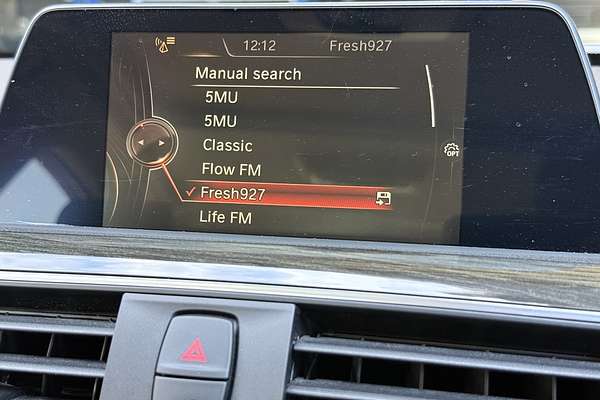 12:12 Fresh927
Manual search
5MU
5MU
Classic
Flow FM
OPT
Fresh927
Life FM